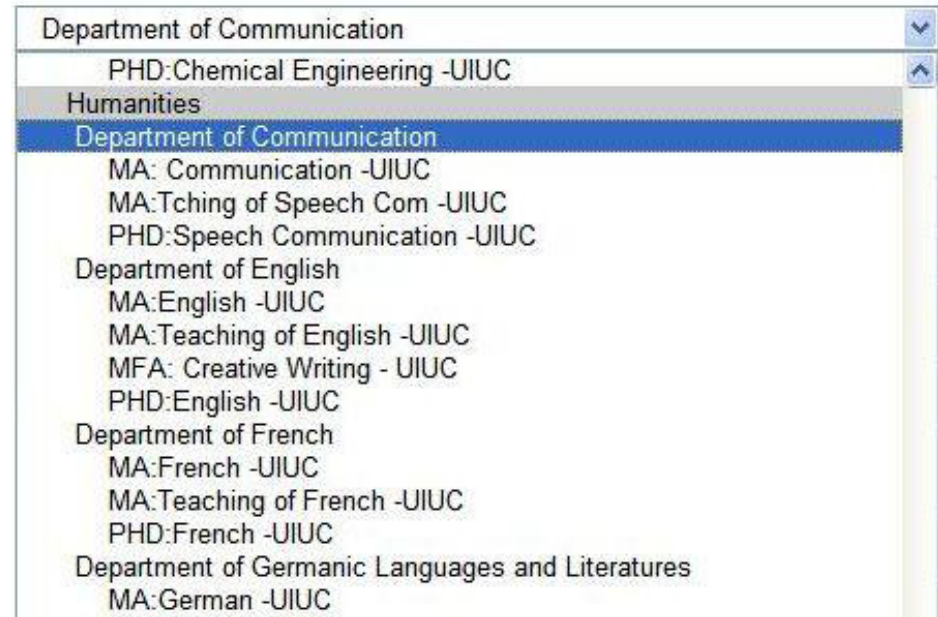 Department of Communication
PHD:Chemical Engineering -UIUC
Humanities
Department of Communication
MA: Communication -UIUC
MA:Tching of Speech Com -UIUC
PHD:Speech Communication -UIUC
Department of English
MA:English -UIUC
MA:Teaching of English -UIUC
MFA: Creative Writing - UIUC
PHD:English -UIUC
Department of French
MA:French -UIUC
MA:Teaching of French -UIUC
PHD:French -UIUC
Department of Germanic Languages and Literatures
MA:German -UIUC